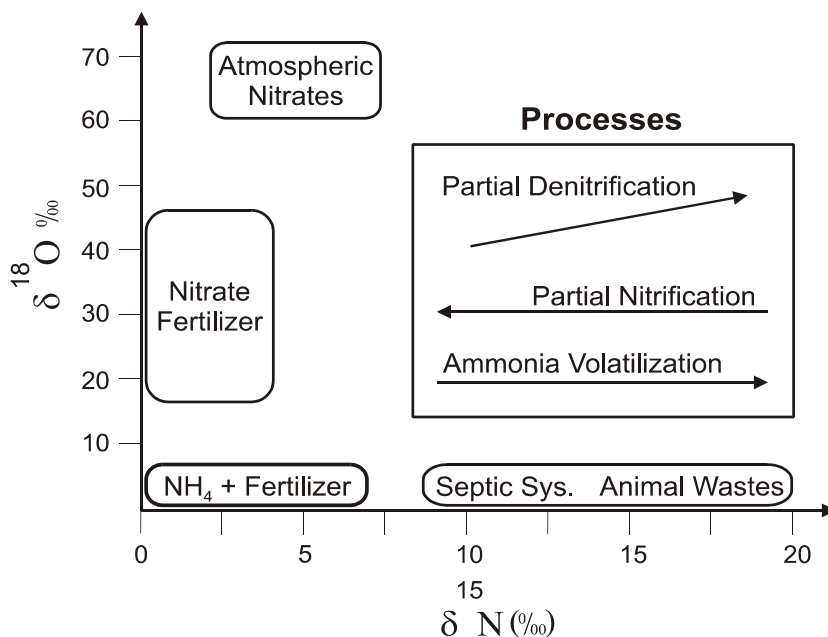 70
60
50
40
30
20
10
δ 18 O ‰
Atmospheric
Nitrates
Nitrate
Fertilizer
NH₄ + Fertilizer
Processes
Partial Denitrification
Partial Nitrification
Ammonia Volatilization
Septic Sys. Animal Wastes
0 5 10 15 20
15
δ N (‰)